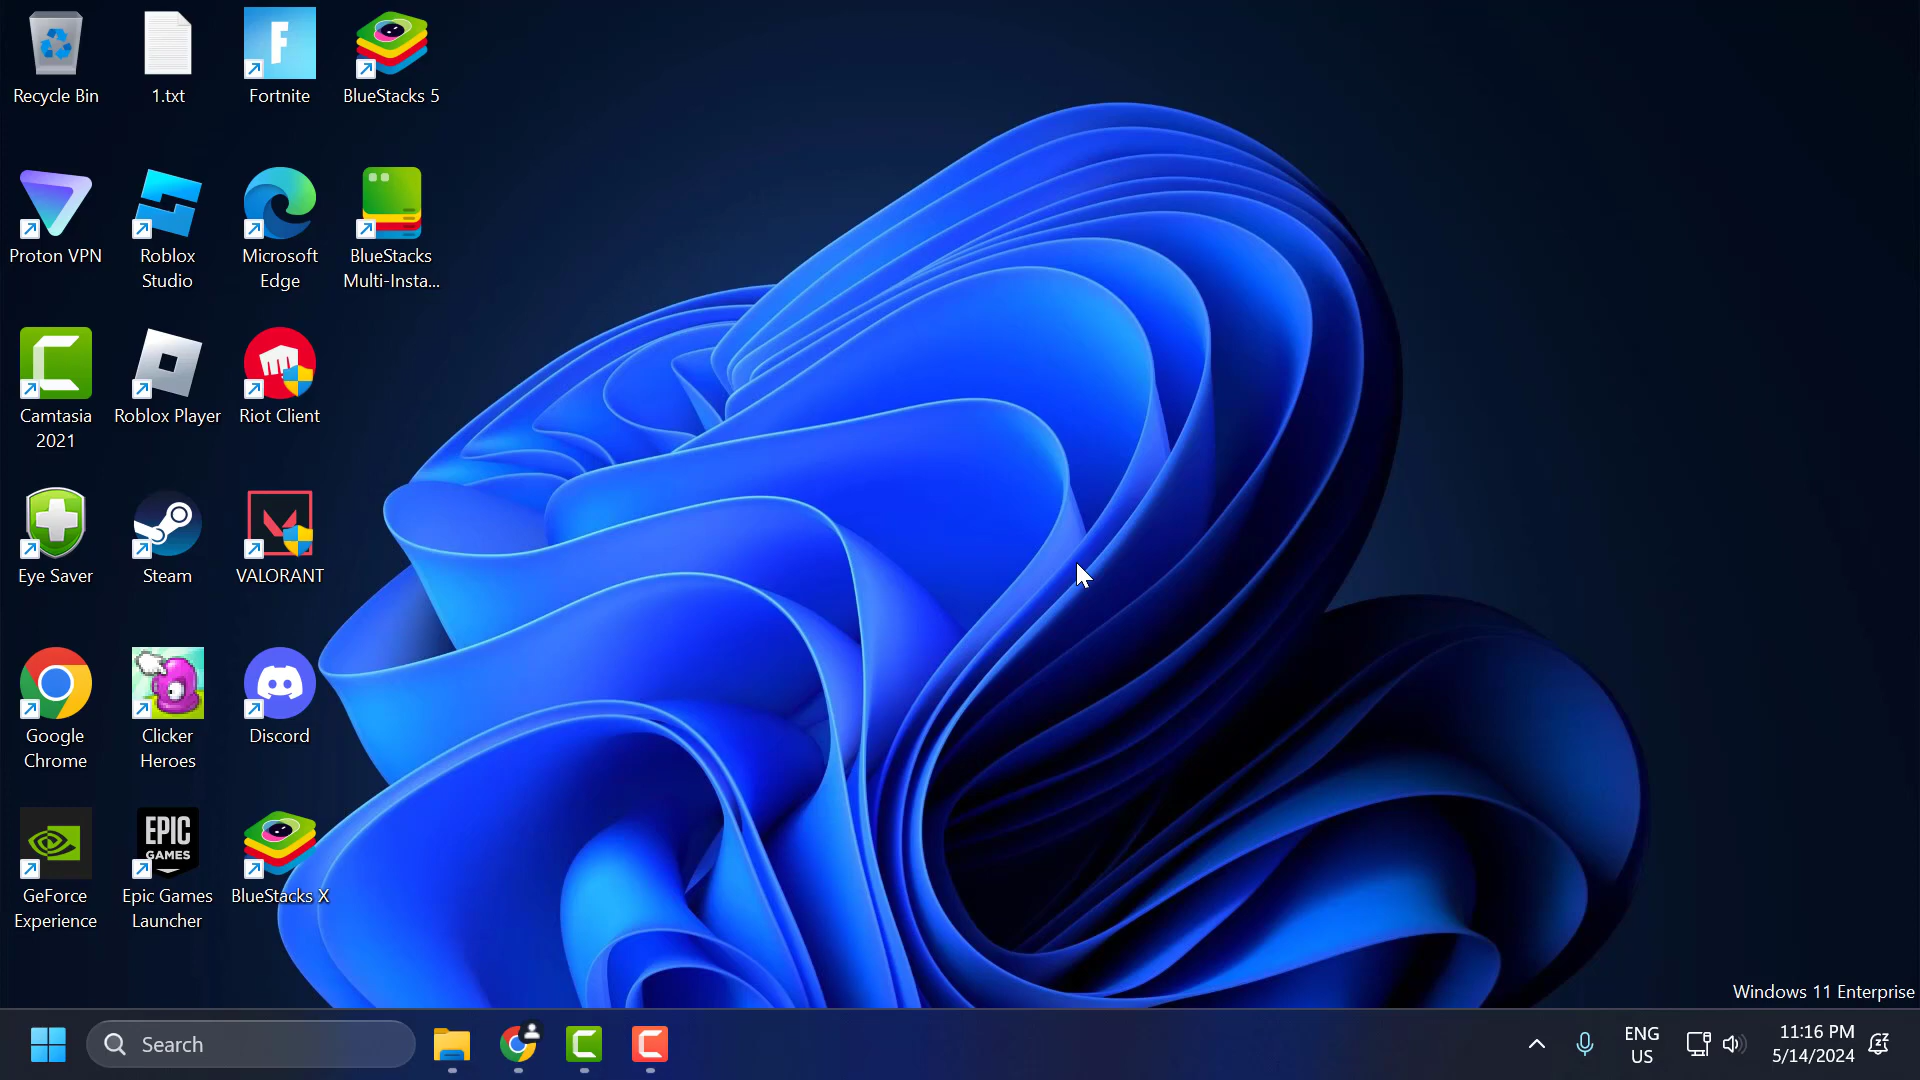 Recycle Bin
1.txt
Fortnite
BlueStacks 5
Proton VPN
Roblox
Studio
Microsoft
Edge
BlueStacks
Multi-Insta...
Camtasia
2021
Roblox Player
Riot Client
Eye Saver
Steam
VALORANT
Google
Chrome
Clicker
Heroes
Discord
EPIC
GAMES
GeForce
Experience
Epic Games
Launcher
BlueStacks X
Windows 11 Enterprise
Search
ENG
US
11:16 PM
5/14/2024